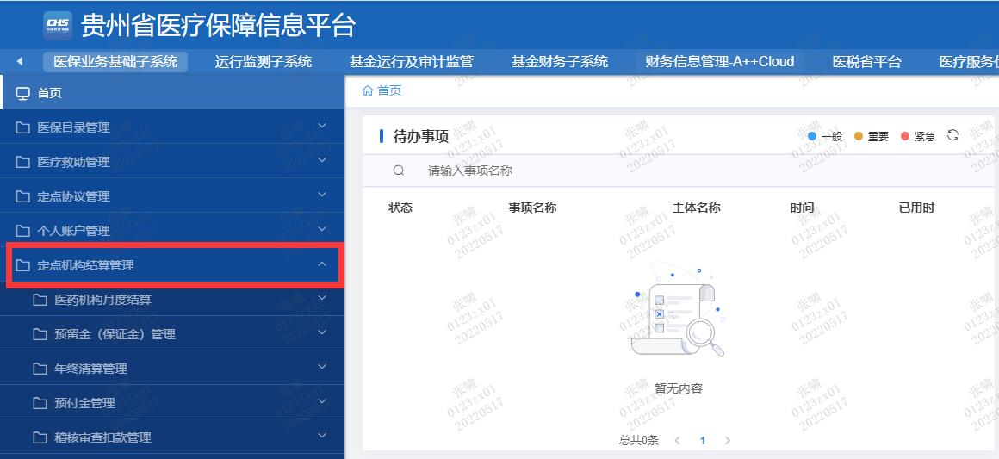 CHS
贵州省医疗保障信息平台
医保业务基础子系统 运行监测子系统 基金运行及审计监管 基金财务子系统 财务信息管理-A++Cloud 医税省平台 医疗服务价
首页
医保目录管理
医疗救助管理
定点协议管理
个人账户管理
定点机构结算管理
医药机构月度结算
预留金（保证金）管理
年终清算管理
预付金管理
稽核审查扣款管理
首页
待办事项
一般 重要 紧急
请输入事项名称
状态 事项名称 主体名称 时间 已用时
暂无内容
总共0条 1
张啸
0123zx01
20220517